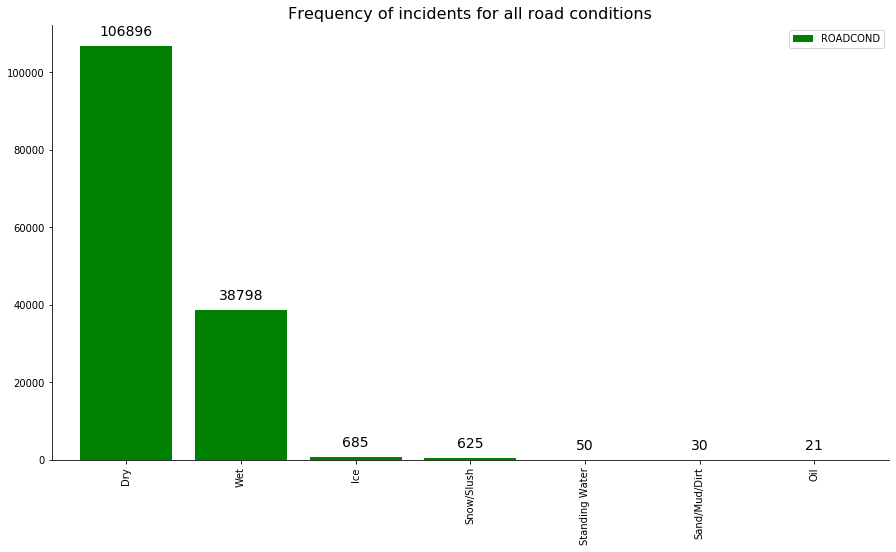 Frequency of incidents for all road conditions
ROADCOND
106896
38798
685
625
50
30
21
100000
80000
60000
40000
20000
0
Dry
Wet
Ice
Snow/Slush
Standing Water
Sand/Mud/Dirt
Oil